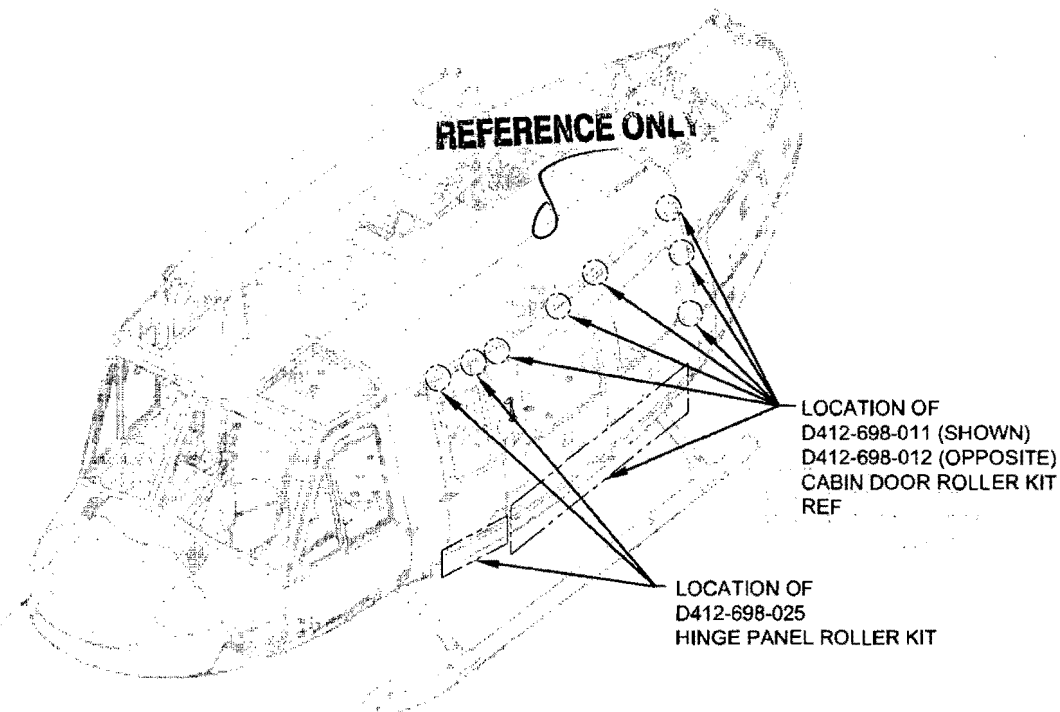 REFERENCE ONLY
1
LOCATION OF
D412-698-011 (SHOWN)
D412-698-012 (OPPOSITE)
CABIN DOOR ROLLER KIT
REF
LOCATION OF
D412-698-025
HINGE PANEL ROLLER KIT